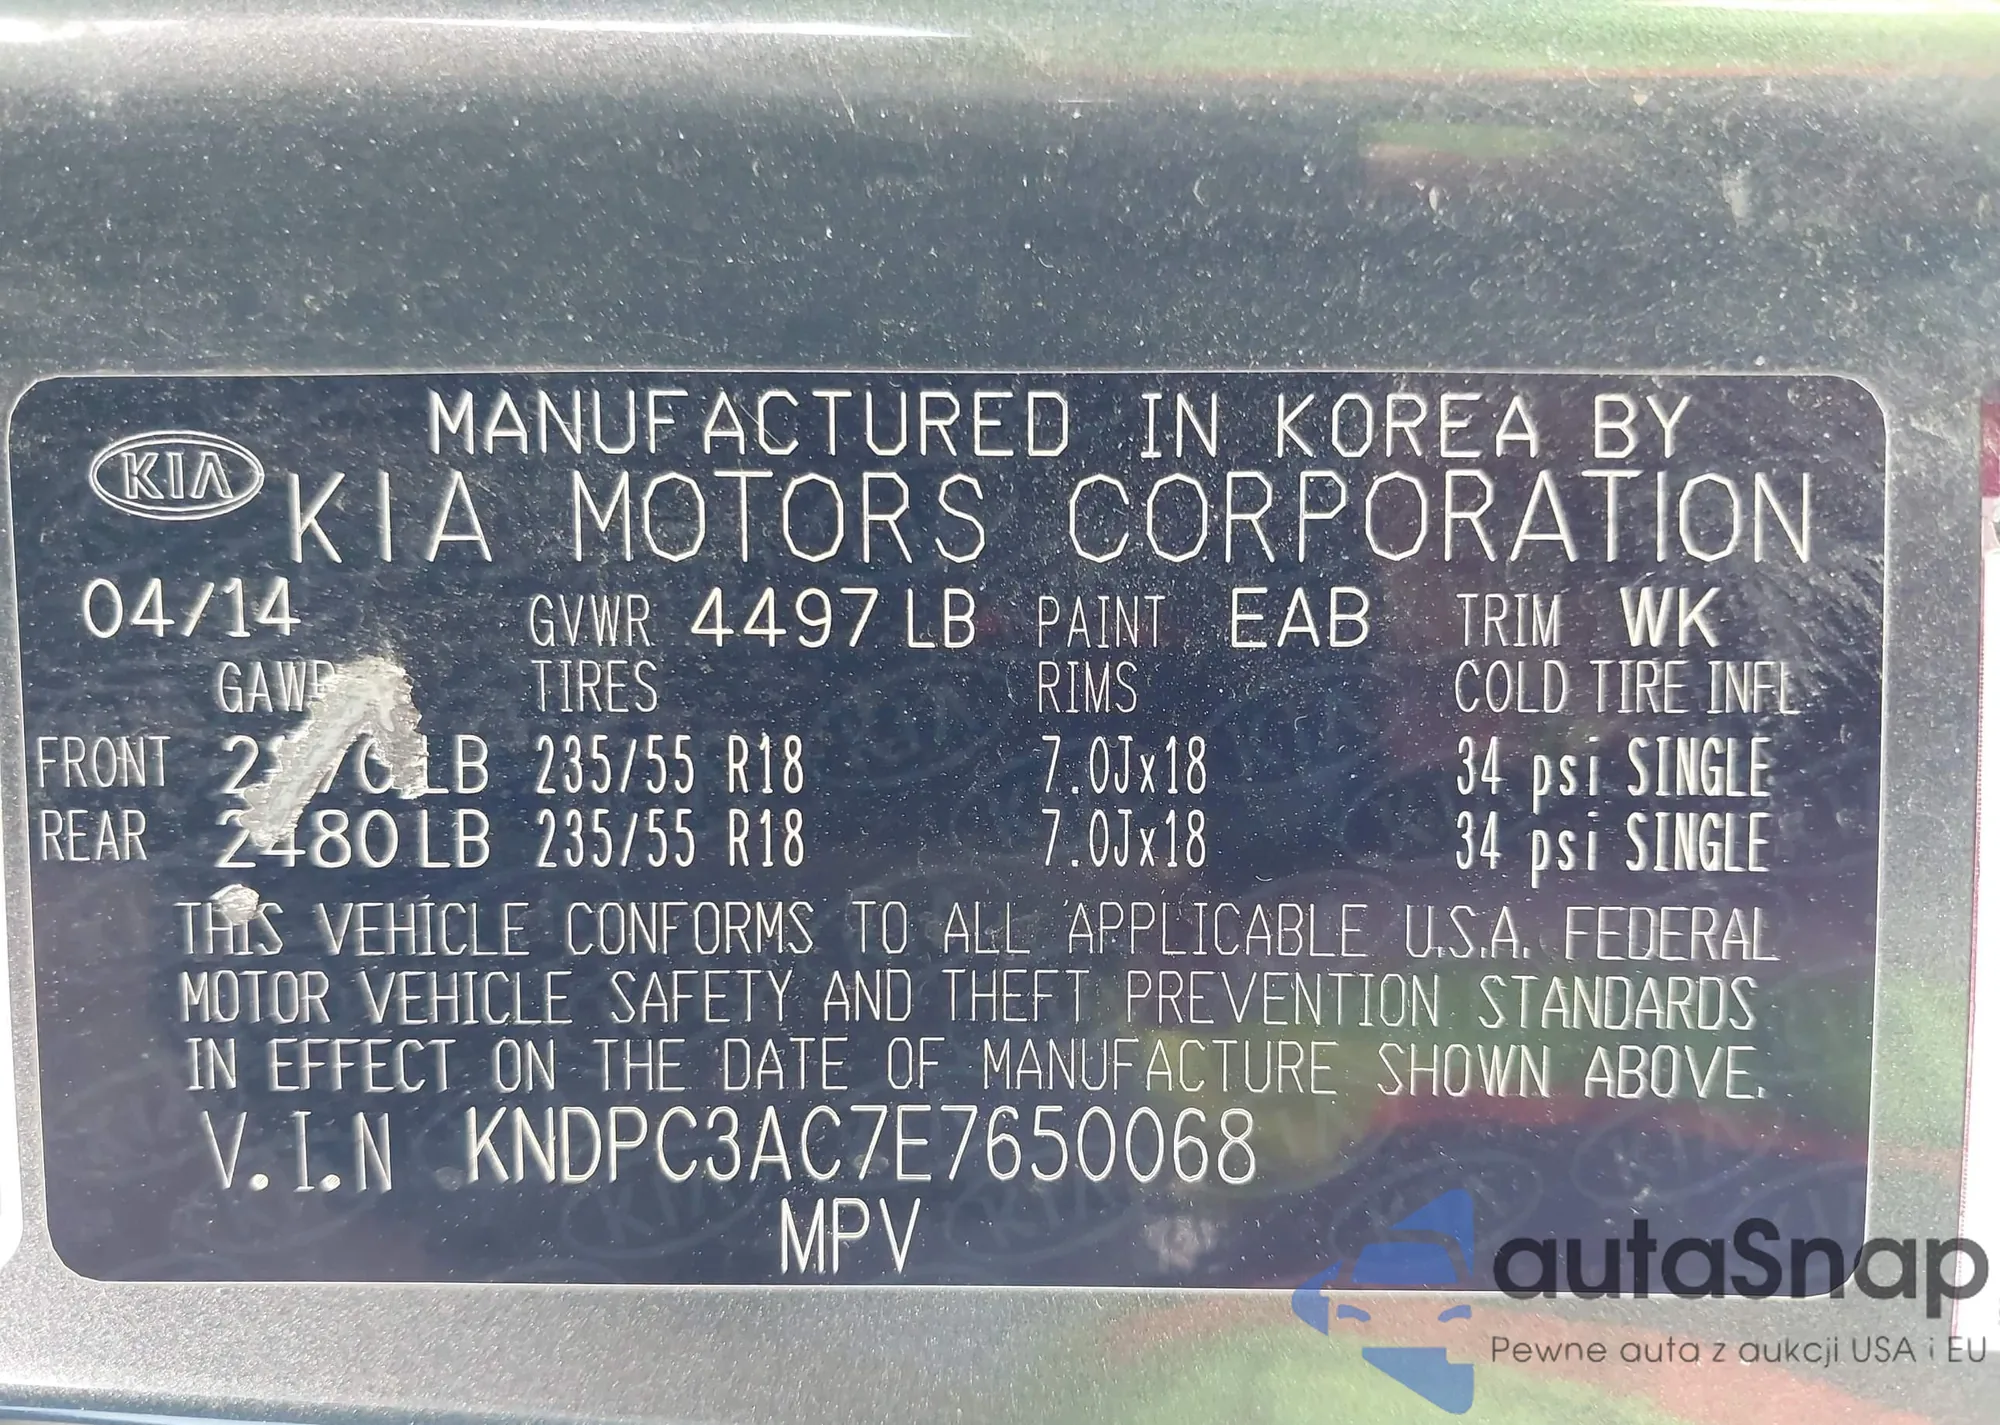 MANUFACTURED IN KOREA BY
KIA KIA MOTORS CORPORATION
04/14 GVWR 4497 LB PAINT EAB TRIM WK
TIRES RIMS COLD TIRE INFL
FRONT LB 235/55 R18 7.0Jx18 34 psi SINGLE
REAR 2480 LB 235/55 R18 7.0Jx18 34 psi SINGLE
THIS VEHICLE CONFORMS TO ALL APPLICABLE U.S.A. FEDERAL
MOTOR VEHICLE SAFETY AND THEFT PREVENTION STANDARDS
IN EFFECT ON THE DATE OF MANUFACTURE SHOWN ABOVE.
V.I.N KNDPC3AC7E7650068
MPV
autaSnap
Pewne auta z aukcji USA i EU